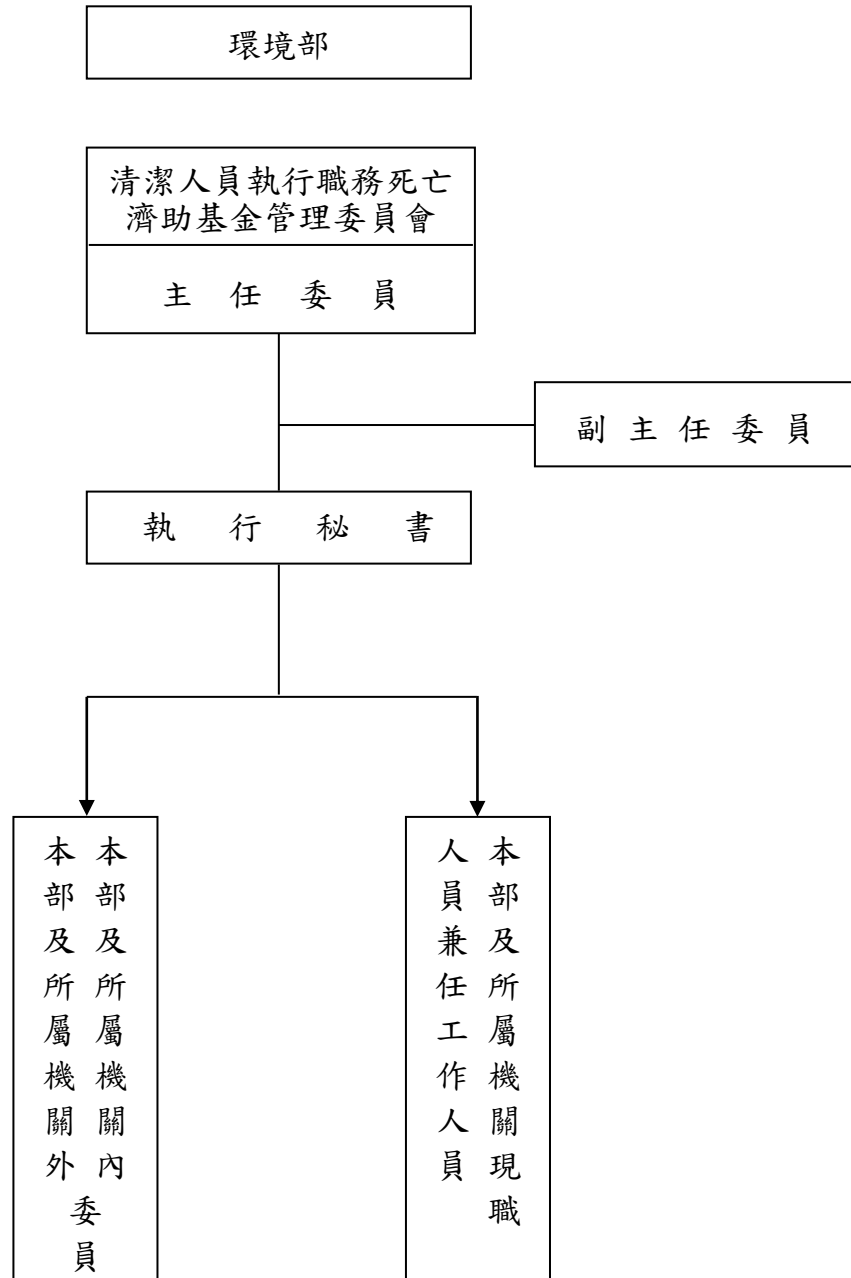 環境部
清潔人員執行職務死亡
濟助基金管理委員會
主任委員
副主任委員
執行秘書
本部及所屬機關內
本部及所屬機關外
委員
本部及所屬機關現職
人員兼任工作人員